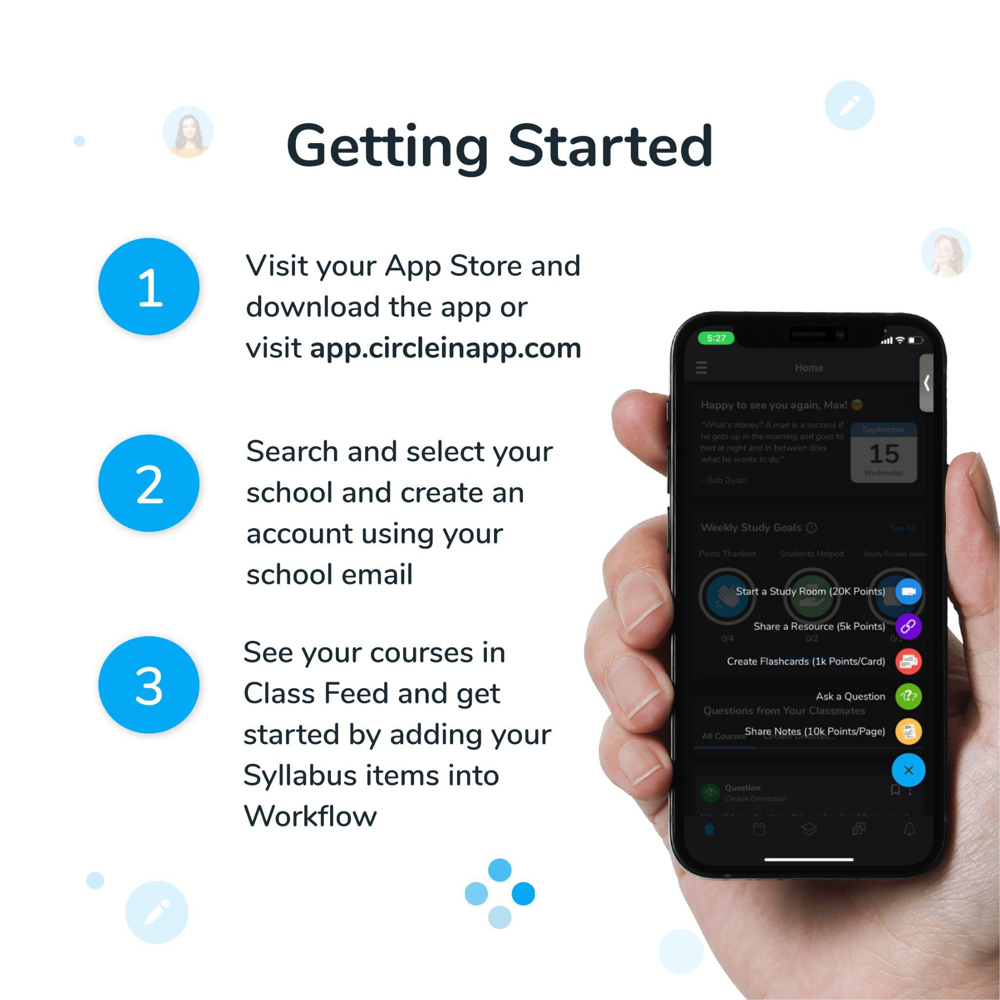 Getting Started
1
Visit your App Store and
download the app or
visit app.circleinapp.com
2
Search and select your
school and create an
account using your
school email
3
See your courses in
Class Feed and get
started by adding your
Syllabus items into
Workflow
5:27
Home
Happy to see you again, Max!
"What's money? A man is a success if
he gets up in the morning and goes to
bed at night and in between does
what he wants to do."
– Bob Dylan
September
15
Wednesday
Weekly Study Goals ?
See All
Posts Thanked
Students Helped
Study Rooms Joine
Start a Study Room (20K Points)
Share a Resource (5k Points)
0/4
0/2
0/1
Create Flashcards (1k Points/Card)
Ask a Question
???
Questions from Your Classmates
Share Notes (10k Points/Page)
All Courses
CircleIn Orientati...
???
Question
CircleIn Orientation